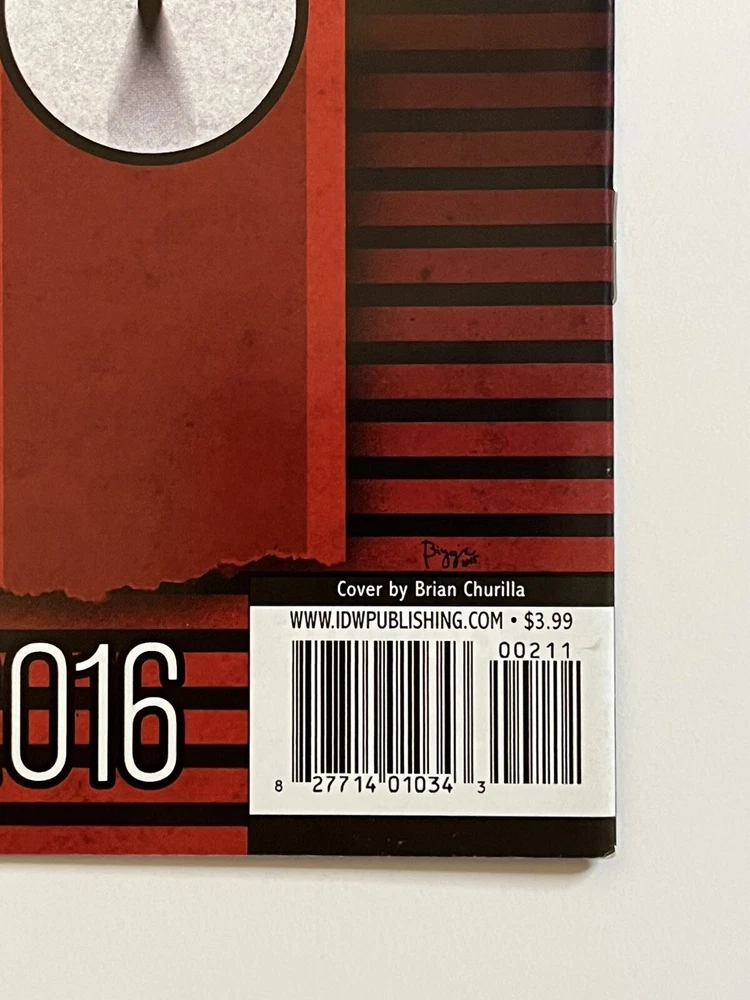 Cover by Brian Churilla
WWW.IDWPUBLISHING.COM • $3.99
00211
8 27714 01034 3
016